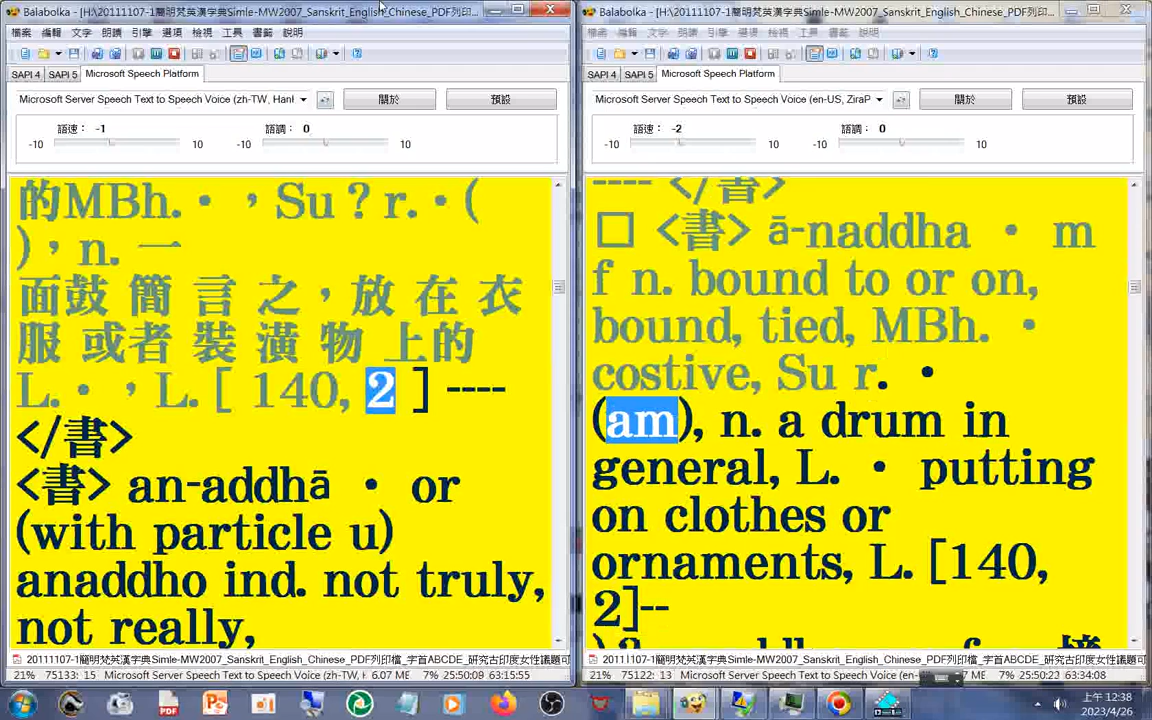 Balabolka - [H:\20111107-1簡明梵英漢字典Simle-MW2007_Sanskrit_English_Chinese_PDF列印...
檔案 編輯 文字 朗讀 引擎 選項 檢視 工具 書籤 說明
SAPI 4 SAPI 5 Microsoft Speech Platform
Microsoft Server Speech Text to Speech Voice (zh-TW, HanH
關於 預設
語速： -1 語調： 0
-10 10 -10 10
的MBh.·，Su？r.·(
)，n. 一
面鼓 簡 言 之，放 在 衣
服 或者 裝 潢 物 上的
L.·，L.[ 140, 2 ] ----
</書>
<書> an-addhā · or
(with particle u)
anaddho ind. not truly,
not really,
20111107-1簡明梵英漢字典Simle-MW2007_Sanskrit_English_Chinese_PDF列印檔_字首ABCDE_研究古印度女性議題可
21% 75133: 15 Microsoft Server Speech Text to Speech Voice (zh-TW, H 6.07 ME 7% 25:50:09 63:15:55
Balabolka - [H:\20111107-1簡明梵英漢字典Simle-MW2007_Sanskrit_English_Chinese_PDF列印...
檔案 編輯 文字 朗讀 引擎 選項 檢視 工具 書籤 說明
SAPI 4 SAPI 5 Microsoft Speech Platform
Microsoft Server Speech Text to Speech Voice (en-US, ZiraP
關於 預設
語速： -2 語調： 0
-10 10 -10 10
---- </書>
□ <書> ā-naddha · m
f n. bound to or on,
bound, tied, MBh. ·
costive, Su r. ·
(am), n. a drum in
general, L. · putting
on clothes or
ornaments, L. [140,
2]--
20111107-1簡明梵英漢字典Simle-MW2007_Sanskrit_English_Chinese_PDF列印檔_字首ABCDE_研究古印度女性議題可
21% 75122: 13 Microsoft Server Speech Text to Speech Voice (en-US, Z 7% 25:50:22 63:34:08
上午 12:38
2023/4/26